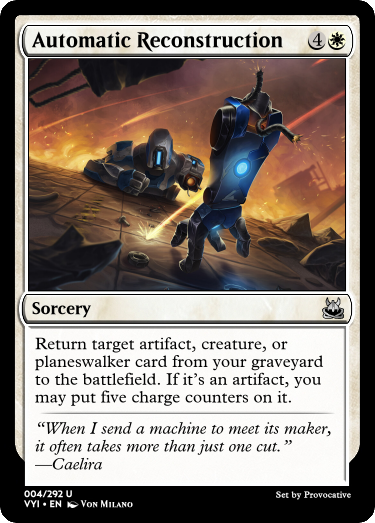 Automatic Reconstruction 4
Sorcery
Return target artifact, creature, or
planeswalker card from your graveyard
to the battlefield. If it's an artifact, you
may put five charge counters on it.
"When I send a machine to meet its maker,
it often takes more than just one cut."
—Caelira
004/292 U
VYI • EN Von Milano
Set by Provocative